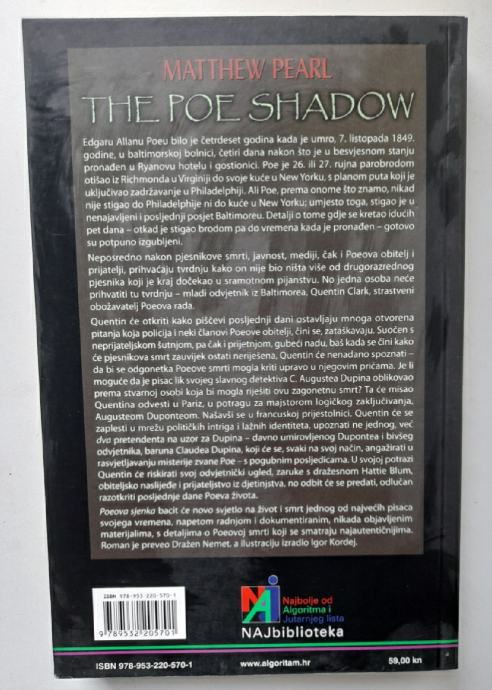 MATTHEW PEARL
THE POE SHADOW
Edgaru Allanu Poeu bilo je četrdeset godina kada je umro, 7. listopada 1849.
godine, u baltimorskoj bolnici, četiri dana nakon što je u besvjesnom stanju
pronađen u Ryanovu hotelu i gostionici. Poe je 26. ili 27. rujna parobrodom
otišao iz Richmonda u Virginiji do svoje kuće u New Yorku, s planom puta koji je
uključivao zadržavanje u Philadelphiji. Ali Poe, prema onome što znamo, nikad
nije stigao do Philadelphije ni do kuće u New Yorku; umjesto toga, stigao je u
nenajavljeni i posljednji posjet Baltimoreu. Detalji o tome gdje se kretao idućih
pet dana – otkad je stigao brodom pa do vremena kada je pronađen – gotovo
su potpuno izgubljeni.
Neposredno nakon pjesnikove smrti, javnost, mediji, čak i Poeova obitelj i
prijatelji, prihvaćaju tvrdnju kako on nije bio ništa više od drugorazrednog
pjesnika koji je kraj dočekao u sramotnom pijanstvu. No jedna osoba neće
prihvatiti tu tvrdnju – mladi odvjetnik iz Baltimorea, Quentin Clark, strastveni
obožavatelj Poeova rada.
Quentin će otkriti kako piščevi posljednji dani ostavljaju mnoga otvorena
pitanja koja policija i neki članovi Poeove obitelji, čini se, zataškavaju. Suočen s
neprijateljskom šutnjom, pa čak i prijetnjom, gubeći nadu, baš kada se čini kako
će pjesnikova smrt zauvijek ostati neriješena, Quentin će nenadano spoznati –
da bi se odgonetka Poeove smrti mogla kriti upravo u njegovim pričama. Je li
moguće da je pisac lik svojeg slavnog detektiva C. Augustea Dupina oblikovao
prema stvarnoj osobi koja bi mogla riješiti ovu zagonetnu smrt? Ta će misao
Quentina odvesti u Pariz, u potragu za majstorom logičkog zaključivanja,
Augusteom Duponteom. Našavši se u francuskoj prijestolnici, Quentin će se
zaplesti u mrežu političkih intriga i lažnih identiteta, upoznati ne jednog, već
dva pretendenta na uzor za Dupina – davno umirovljenog Dupontea i bivšeg
odvjetnika, baruna Claudea Dupina, koji će se, svaki na svoj način, angažirati u
rasvjetljavanju misterije zvane Poe – s pogubnim posljedicama. U svojoj potrazi
Quentin će riskirati svoj odvjetnički ugled, zaruke s dražesnom Hattie Blum,
obiteljsko naslijeđe i prijateljstvo iz djetinjstva, no odbit će se predati, odlučan
razotkriti posljednje dane Poeva života.
Poeova sjenka bacit će novo svjetlo na život i smrt jednog od najvećih pisaca
svojega vremena, napetom radnjom i dokumentiranim, nikada objavljenim
materijalima, s detaljima o Poeovoj smrti koji se smatraju najautentičnijima.
Roman je preveo Dražen Nemet, a ilustraciju izradio Igor Kordej.
ISBN 978-953-220-570-1
9 789532 205701
NAJ
Najbolje od
Algoritma i
Jutarnjeg lista
NAJbiblioteka
ISBN 978-953-220-570-1
www.algoritam.hr
59,00 kn